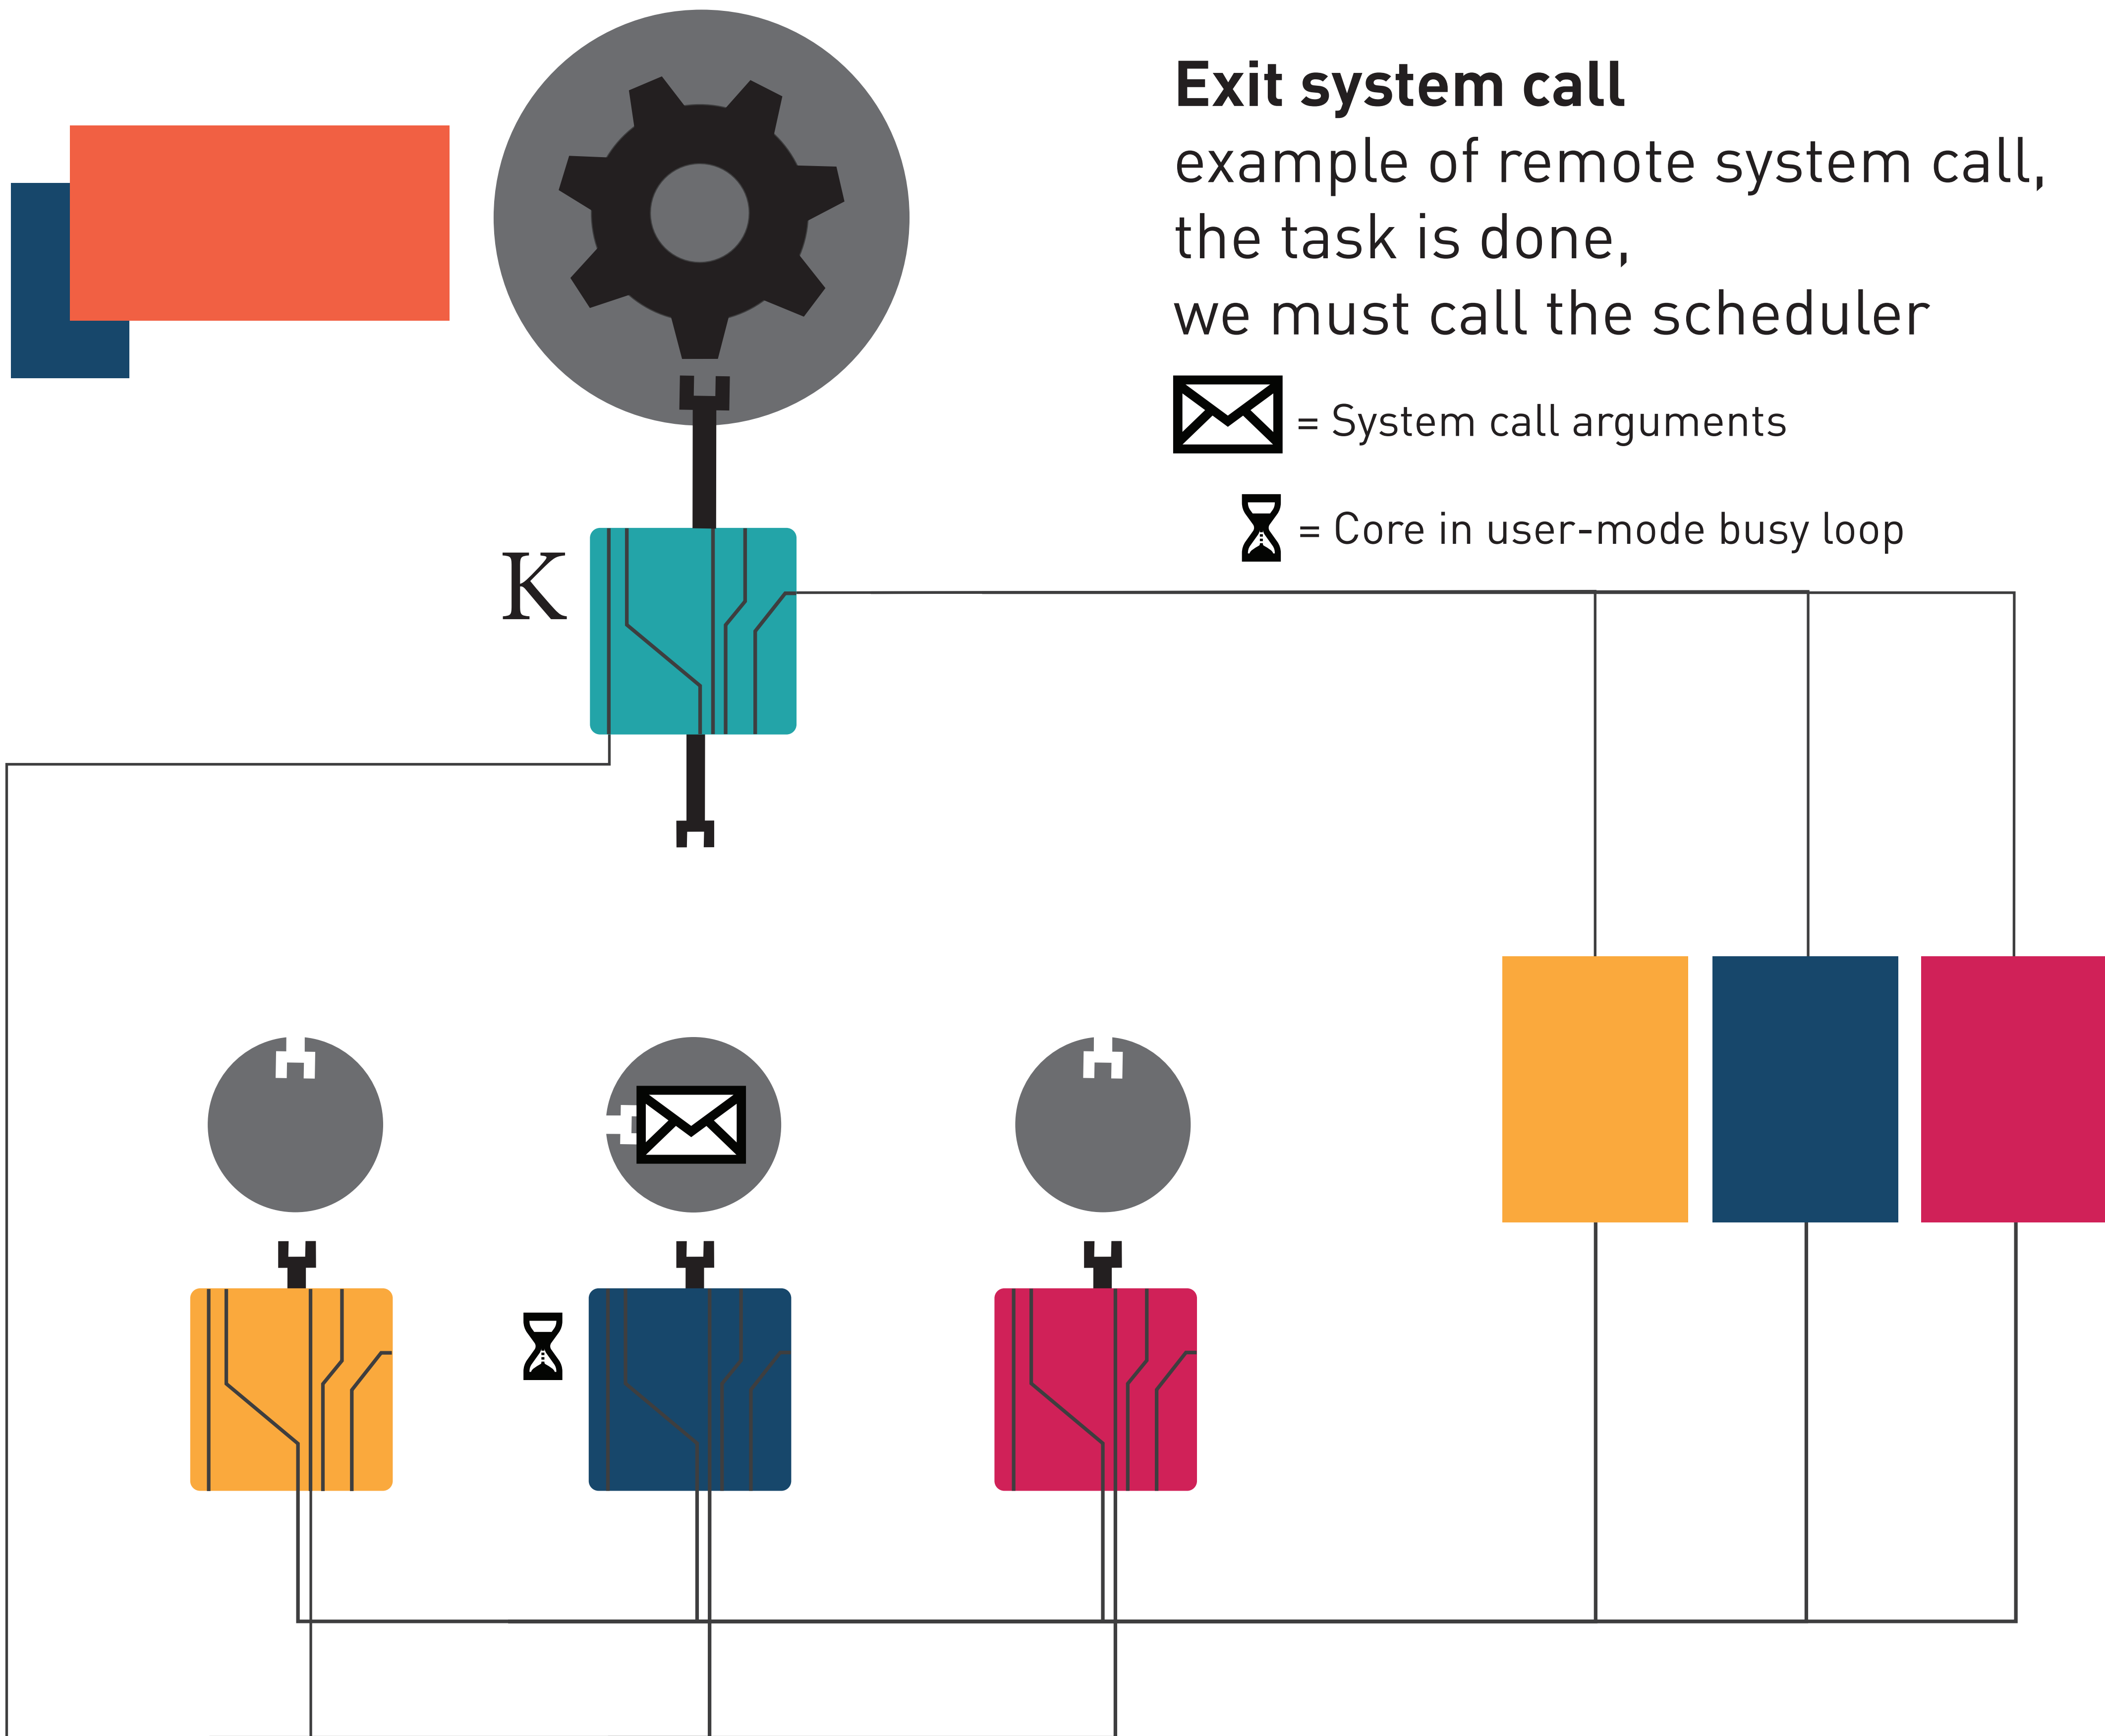 Exit system call
example of remote system call,
the task is done,
we must call the scheduler
= System call arguments
= Core in user-mode busy loop
K